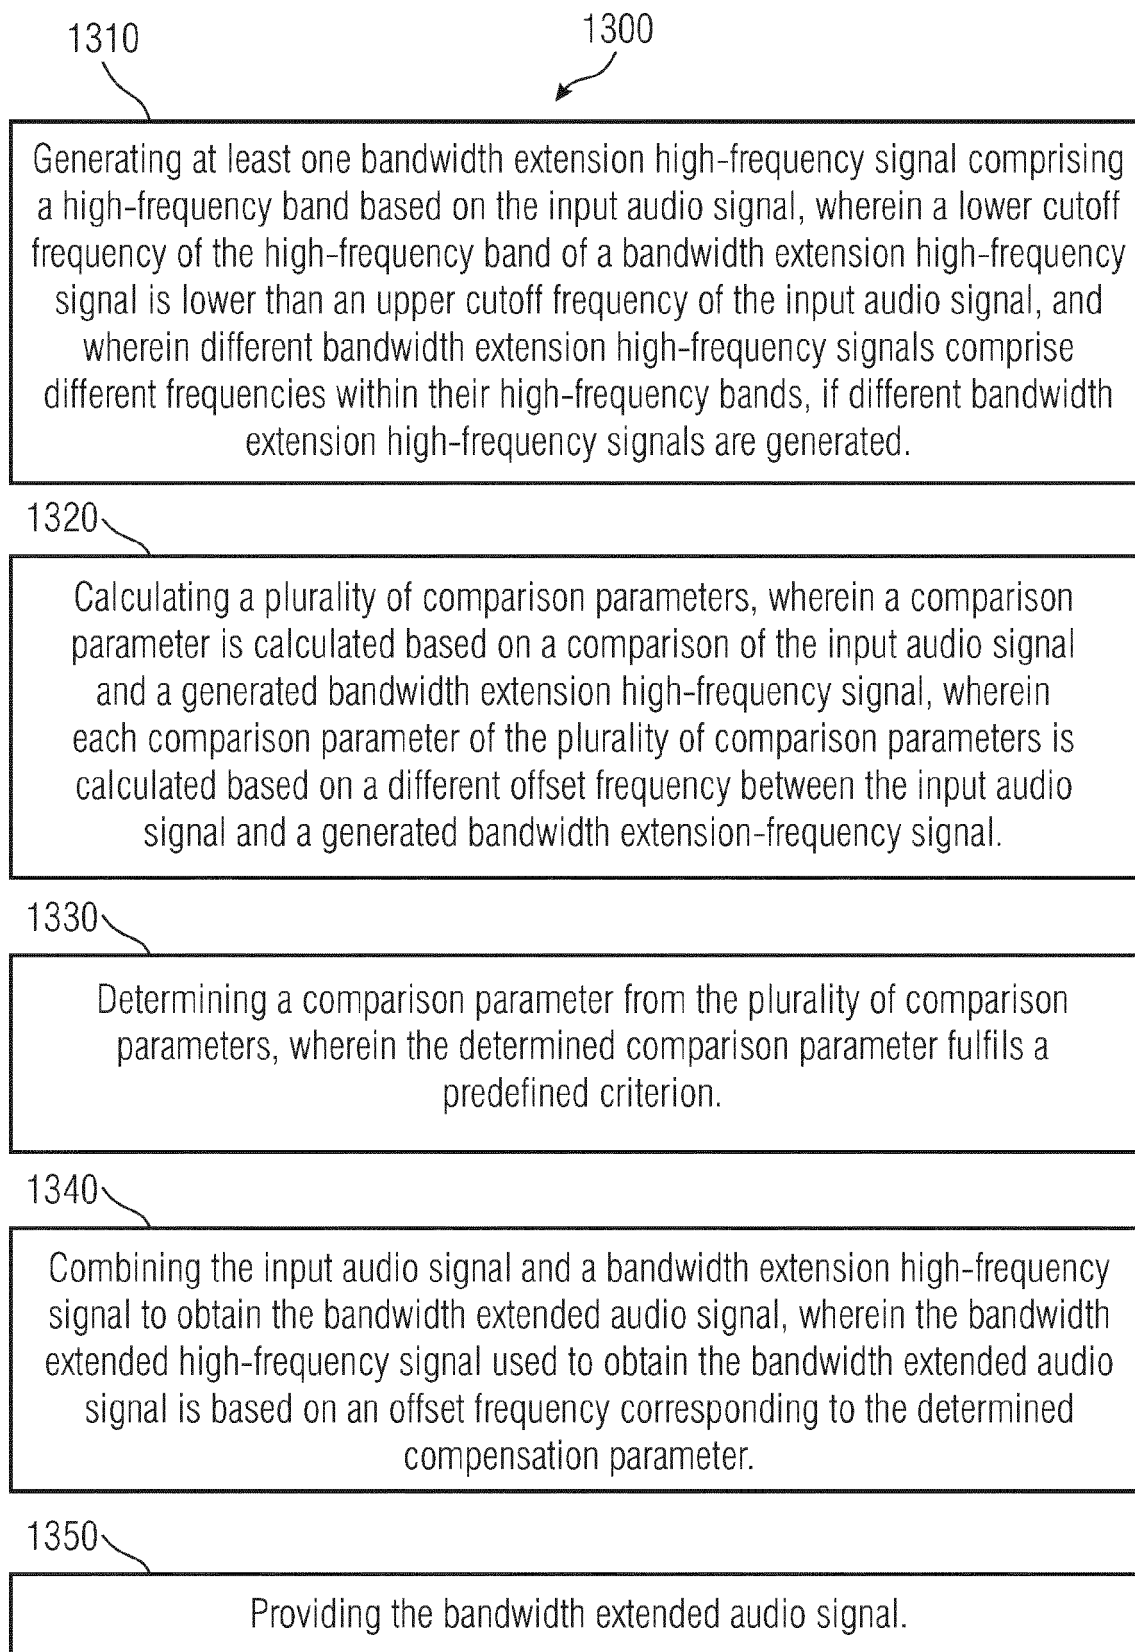 1310
1300
Generating at least one bandwidth extension high-frequency signal comprising
a high-frequency band based on the input audio signal, wherein a lower cutoff
frequency of the high-frequency band of a bandwidth extension high-frequency
signal is lower than an upper cutoff frequency of the input audio signal, and
wherein different bandwidth extension high-frequency signals comprise
different frequencies within their high-frequency bands, if different bandwidth
extension high-frequency signals are generated.
1320
Calculating a plurality of comparison parameters, wherein a comparison
parameter is calculated based on a comparison of the input audio signal
and a generated bandwidth extension high-frequency signal, wherein
each comparison parameter of the plurality of comparison parameters is
calculated based on a different offset frequency between the input audio
signal and a generated bandwidth extension-frequency signal.
1330
Determining a comparison parameter from the plurality of comparison
parameters, wherein the determined comparison parameter fulfils a
predefined criterion.
1340
Combining the input audio signal and a bandwidth extension high-frequency
signal to obtain the bandwidth extended audio signal, wherein the bandwidth
extended high-frequency signal used to obtain the bandwidth extended audio
signal is based on an offset frequency corresponding to the determined
compensation parameter.
1350
Providing the bandwidth extended audio signal.